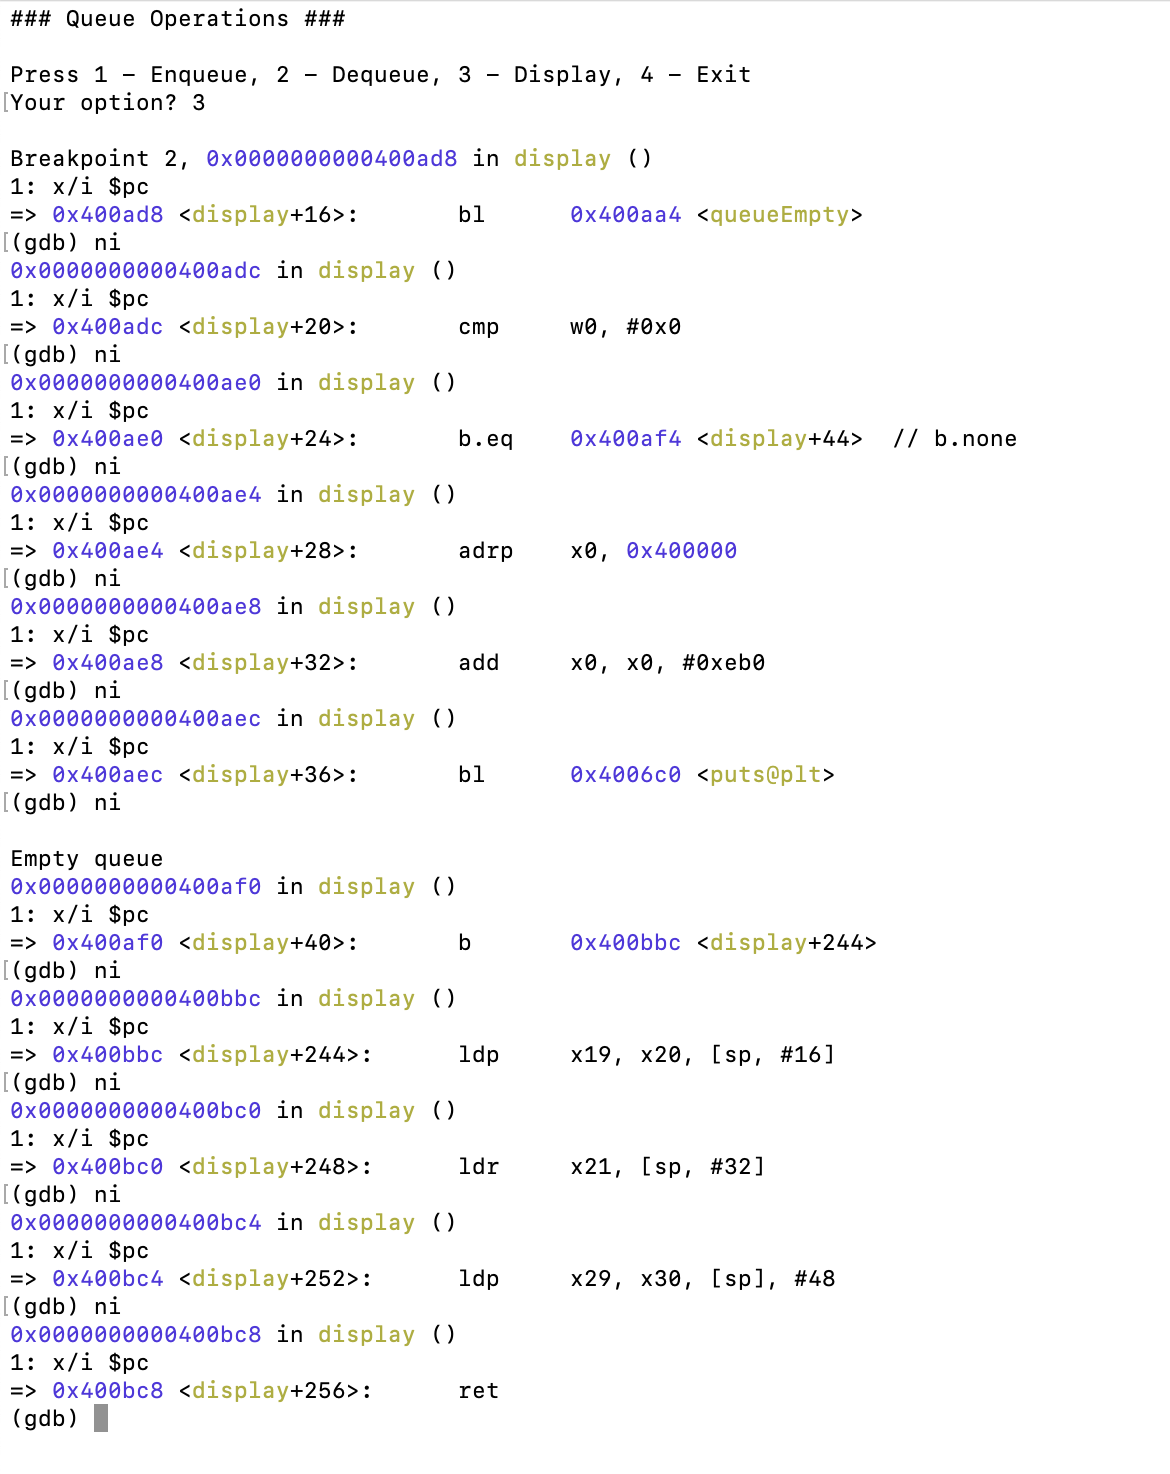 ### Queue Operations ###
Press 1 – Enqueue, 2 – Dequeue, 3 – Display, 4 – Exit
[Your option? 3
Breakpoint 2, 0x0000000000400ad8 in display ()
1: x/i $pc
=> 0x400ad8 <display+16>: bl 0x400aa4 <queueEmpty>
[(gdb) ni
0x0000000000400adc in display ()
1: x/i $pc
=> 0x400adc <display+20>: cmp w0, #0x0
[(gdb) ni
0x0000000000400ae0 in display ()
1: x/i $pc
=> 0x400ae0 <display+24>: b.eq 0x400af4 <display+44> // b.none
[(gdb) ni
0x0000000000400ae4 in display ()
1: x/i $pc
=> 0x400ae4 <display+28>: adrp x0, 0x400000
[(gdb) ni
0x0000000000400ae8 in display ()
1: x/i $pc
=> 0x400ae8 <display+32>: add x0, x0, #0xeb0
[(gdb) ni
0x0000000000400aec in display ()
1: x/i $pc
=> 0x400aec <display+36>: bl 0x4006c0 <puts@plt>
[(gdb) ni
Empty queue
0x0000000000400af0 in display ()
1: x/i $pc
=> 0x400af0 <display+40>: b 0x400bbc <display+244>
[(gdb) ni
0x0000000000400bbc in display ()
1: x/i $pc
=> 0x400bbc <display+244>: ldp x19, x20, [sp, #16]
[(gdb) ni
0x0000000000400bc0 in display ()
1: x/i $pc
=> 0x400bc0 <display+248>: ldr x21, [sp, #32]
[(gdb) ni
0x0000000000400bc4 in display ()
1: x/i $pc
=> 0x400bc4 <display+252>: ldp x29, x30, [sp], #48
[(gdb) ni
0x0000000000400bc8 in display ()
1: x/i $pc
=> 0x400bc8 <display+256>: ret
(gdb)